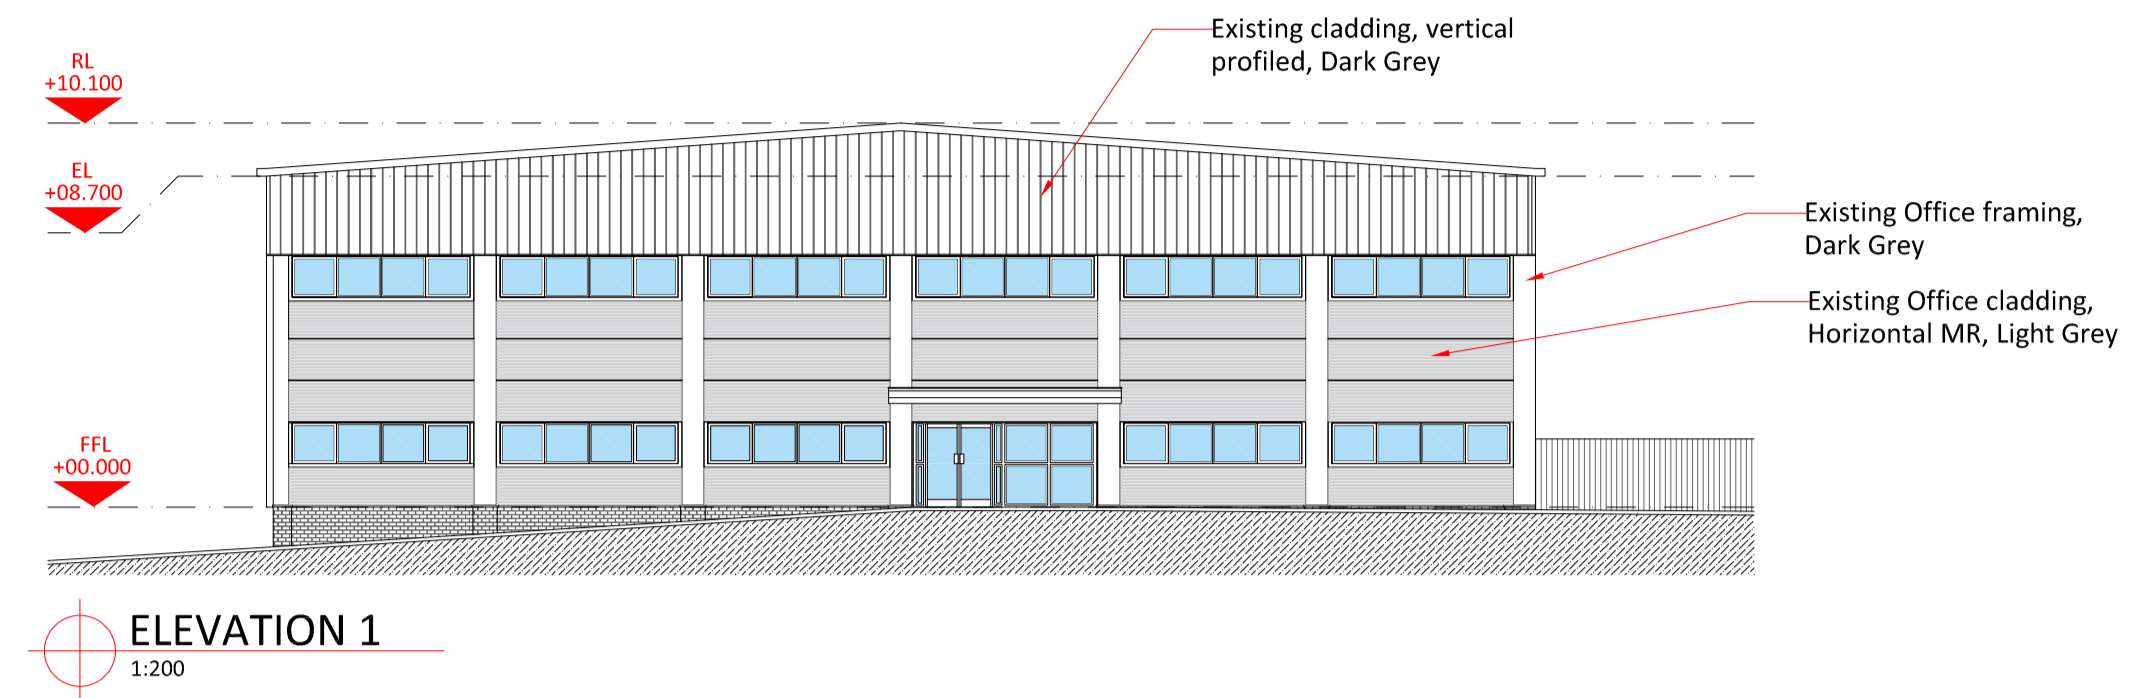 Existing cladding, vertical
profiled, Dark Grey
RL
+10.100
EL
+08.700
Existing Office framing,
Dark Grey
Existing Office cladding,
Horizontal MR, Light Grey
FFL
+00.000
ELEVATION 1
1:200